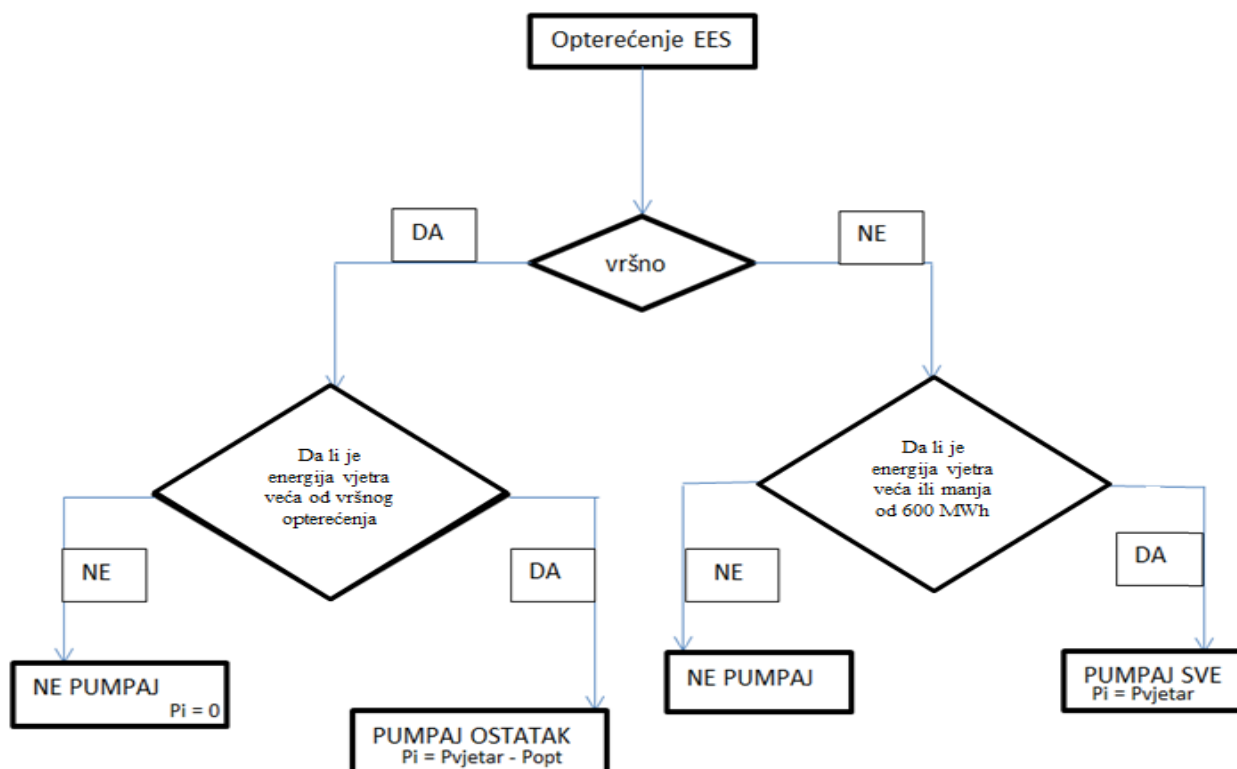 Opterećenje EES
DA
NE
vršno
Da li je
energija vjetra
veća od vršnog
opterećenja
Da li je
energija vjetra
veća ili manja
od 600 MWh
NE
DA
NE
DA
NE PUMPAJ
Pi = 0
PUMPAJ OSTATAK
Pi = Pvjetar - Popt
NE PUMPAJ
PUMPAJ SVE
Pi = Pvjetar